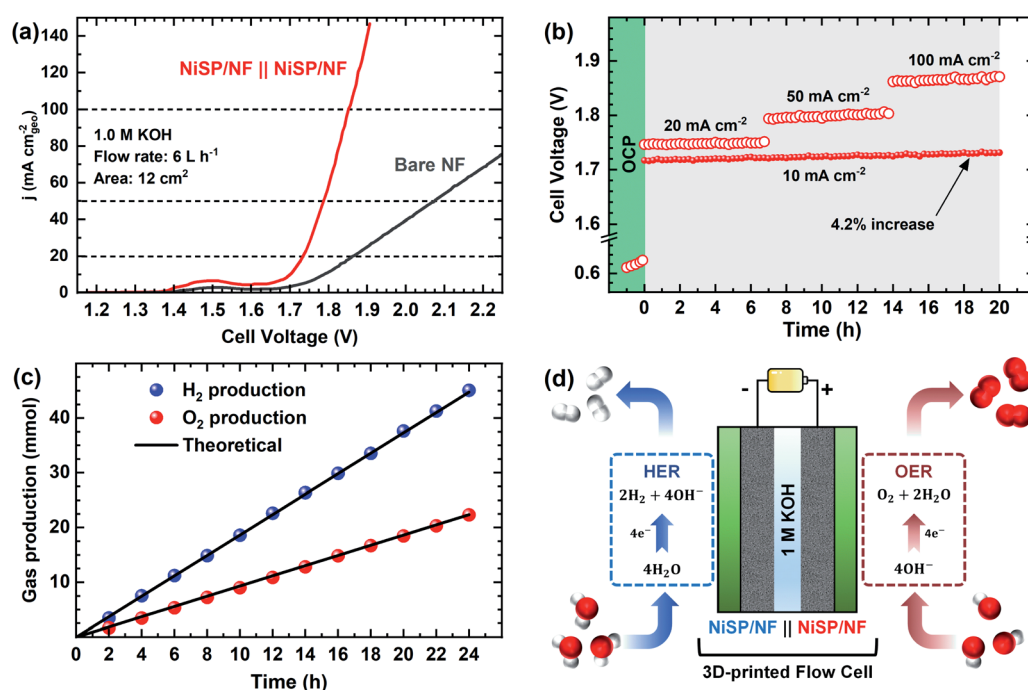 (a)
140
120
100
80
60
40
20
0
j (mA cm⁻²geo)
NiSP/NF || NiSP/NF
1.0 M KOH
Flow rate: 6 L h⁻¹
Area: 12 cm²
Bare NF
1.2 1.3 1.4 1.5 1.6 1.7 1.8 1.9 2.0 2.1 2.2
Cell Voltage (V)
(b)
1.9
1.8
1.7
1.6
0.6
Cell Voltage (V)
OCP
20 mA cm⁻²
50 mA cm⁻²
100 mA cm⁻²
10 mA cm⁻²
4.2% increase
0 2 4 6 8 10 12 14 16 18 20
Time (h)
(c)
H₂ production
O₂ production
Theoretical
40
30
20
10
Gas production (mmol)
0 2 4 6 8 10 12 14 16 18 20 22 24 26
Time (h)
(d)
- +
HER
2H₂ + 4OH⁻
4e⁻
4H₂O
1 M KOH
OER
O₂ + 2H₂O
4e⁻
4OH⁻
NiSP/NF || NiSP/NF
3D-printed Flow Cell